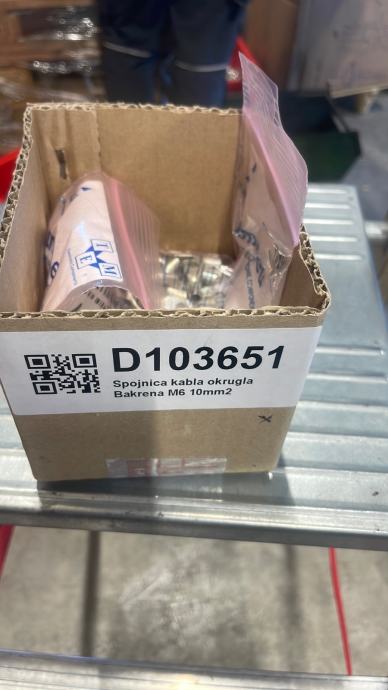 D103651
Spojnica kabla okrugla
Bakrena M6 10mm2